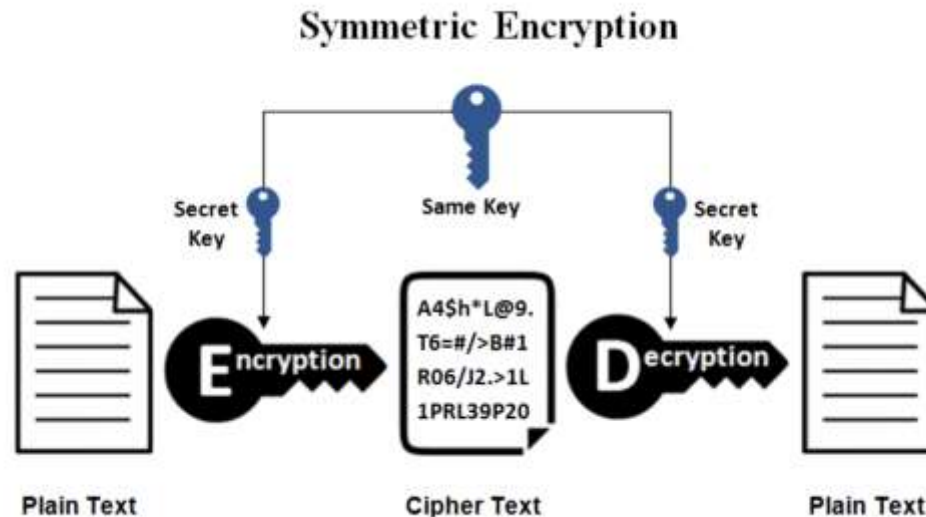 Symmetric Encryption
Same Key
Secret
Key
Secret
Key
Encryption
A4$h*L@9.
T6=#/>B#1
R06/J2.>1L
1PRL39P20
Decryption
Plain Text
Cipher Text
Plain Text